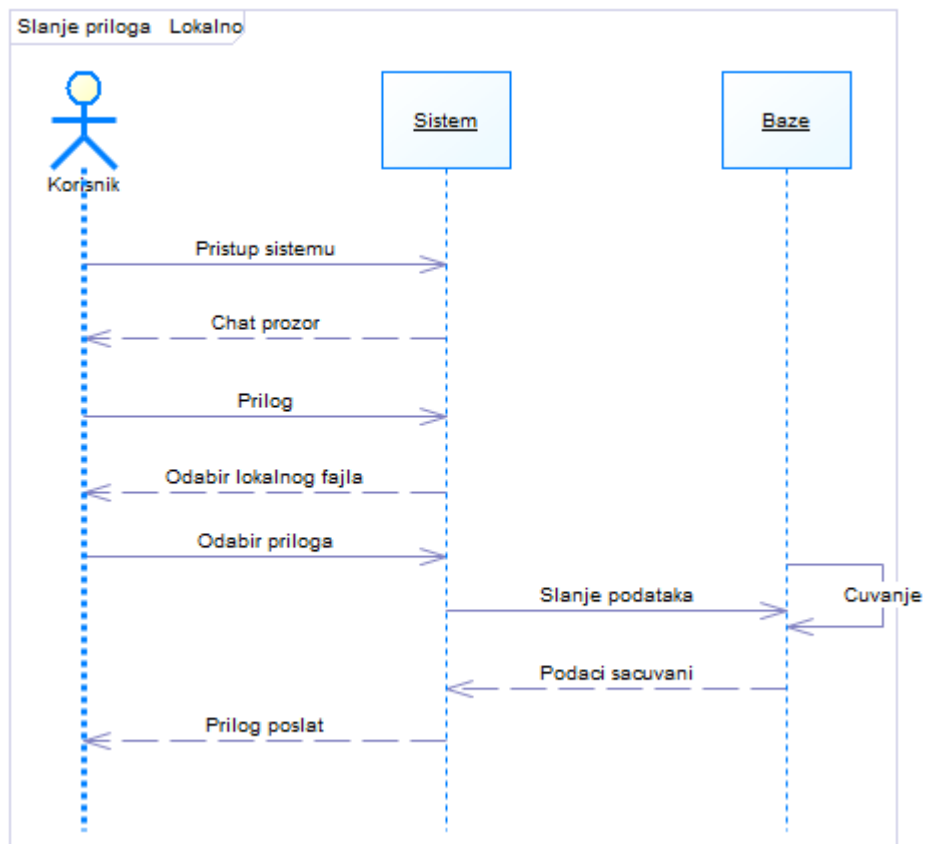 Slanje priloga Lokalno
Sistem
Baze
Korisnik
Pristup sistemu
Chat prozor
Prilog
Odabir lokalnog fajla
Odabir priloga
Slanje podataka
Cuvanje
Podaci sacuvani
Prilog poslat